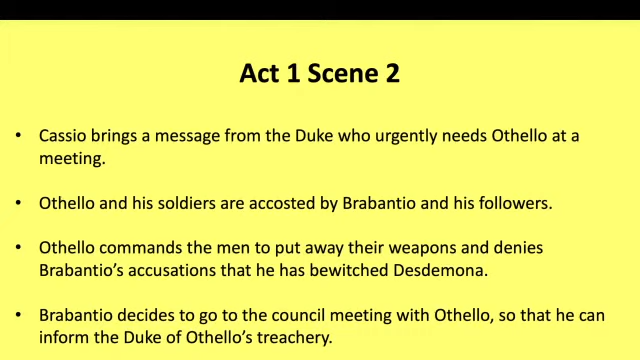 Act 1 Scene 2
• Cassio brings a message from the Duke who urgently needs Othello at a
meeting.
• Othello and his soldiers are accosted by Brabantio and his followers.
• Othello commands the men to put away their weapons and denies
Brabantio’s accusations that he has bewitched Desdemona.
• Brabantio decides to go to the council meeting with Othello, so that he can
inform the Duke of Othello’s treachery.